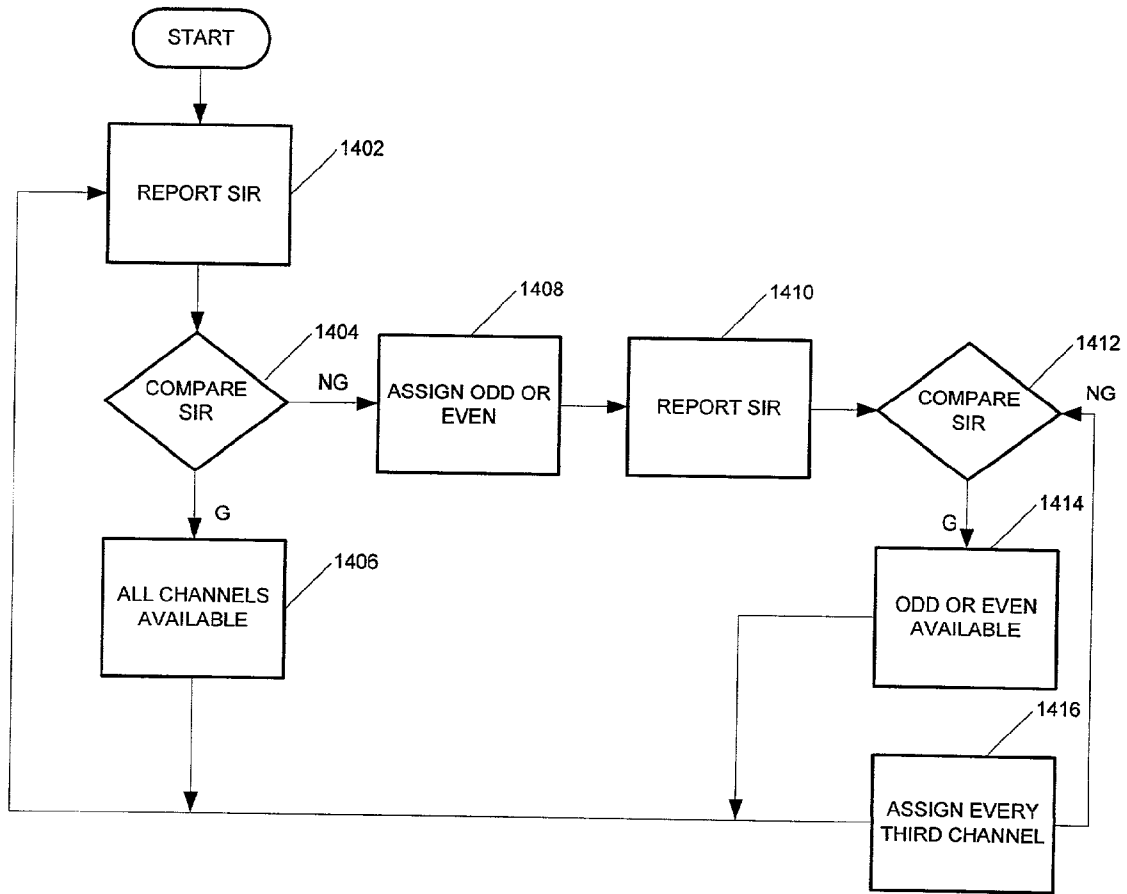 START
1402
REPORT SIR
1404
COMPARE
SIR
NG
1408
ASSIGN ODD OR
EVEN
1410
REPORT SIR
1412
COMPARE
SIR
NG
G
1406
ALL CHANNELS
AVAILABLE
G
1414
ODD OR EVEN
AVAILABLE
1416
ASSIGN EVERY
THIRD CHANNEL